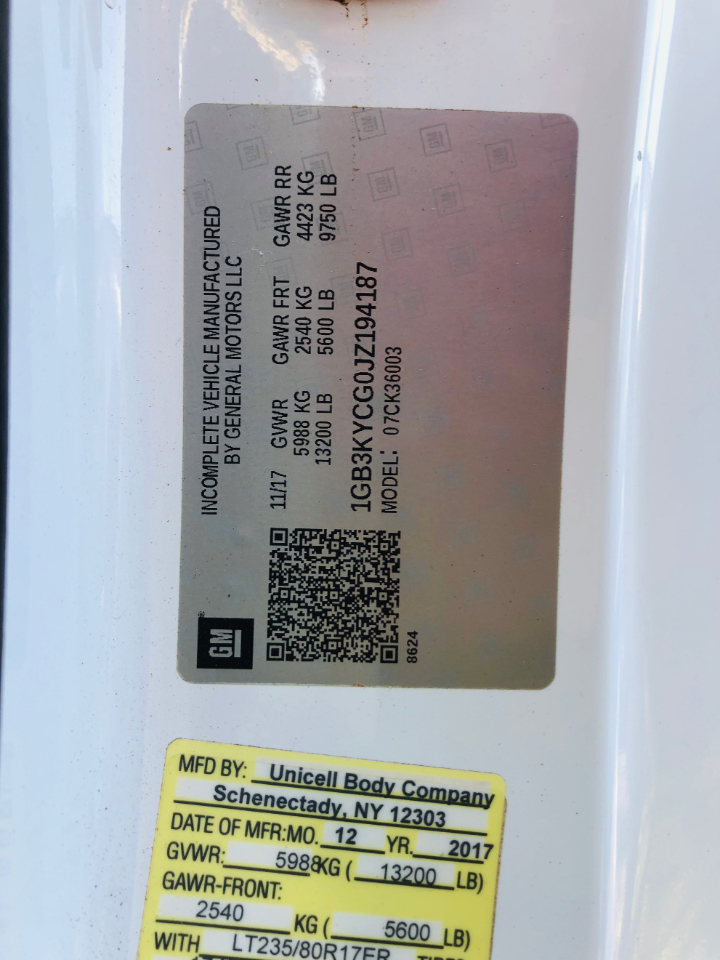 INCOMPLETE VEHICLE MANUFACTURED
BY GENERAL MOTORS LLC
11/17 GVWR GAWR FRT GAWR RR
5988 KG 2540 KG 4423 KG
13200 LB 5600 LB 9750 LB
1GB3KYCG0JZ194187
MODEL: 07CK36003
GM
8624
MFD BY: Unicell Body Company
Schenectady, NY 12303
DATE OF MFR:MO. 12 YR. 2017
GVWR: 5988 KG ( 13200 LB)
GAWR-FRONT:
2540 KG ( 5600 LB)
WITH LT235/80R17ER